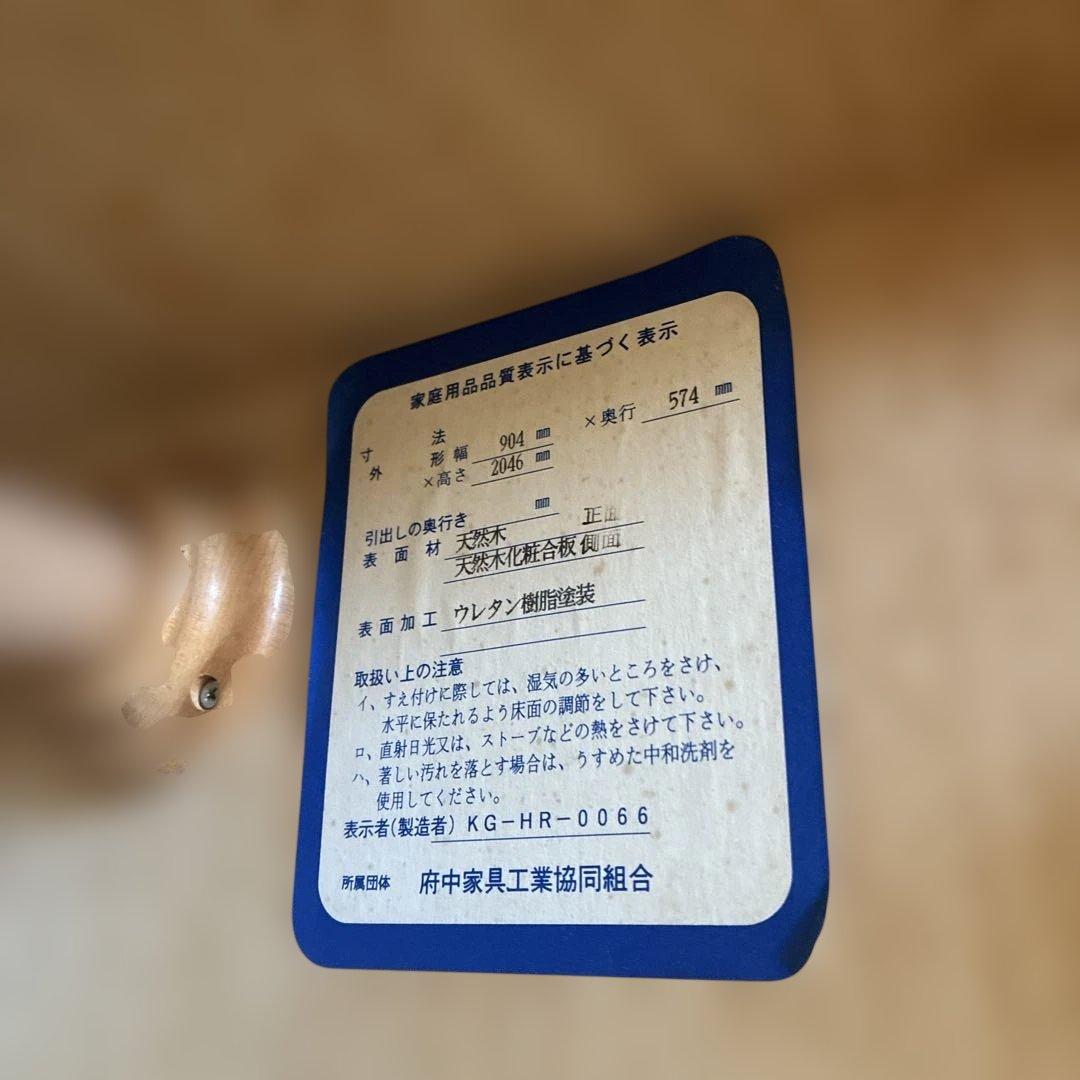 家庭用品品質表示に基づく表示
寸 法
外 形 幅 904 mm ×奥行 574 mm
×高さ 2046 mm
引出しの奥行き mm
表 面 材 天然木 正面
天然木化粧合板 側面
表面加工 ウレタン樹脂塗装
取扱い上の注意
イ、すえ付けに際しては、湿気の多いところをさけ、
水平に保たれるよう床面の調節をして下さい。
ロ、直射日光又は、ストーブなどの熱をさけて下さい。
ハ、著しい汚れを落とす場合は、うすめた中和洗剤を
使用してください。
表示者(製造者) KG-HR-0066
所属団体 府中家具工業協同組合